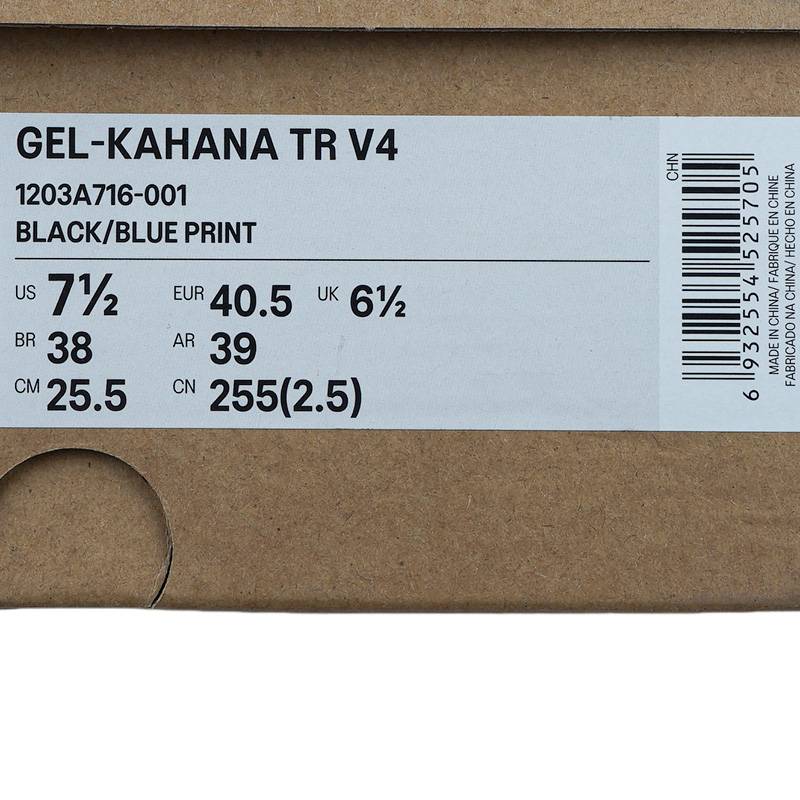 GEL-KAHANA TR V4
1203A716-001
BLACK/BLUE PRINT
US 7½ EUR 40.5 UK 6½
BR 38 AR 39
CM 25.5 CN 255(2.5)
CHN
6 932554 525705
MADE IN CHINA/ FABRIQUE EN CHINE
FABRICADO NA CHINA/ HECHO EN CHINA